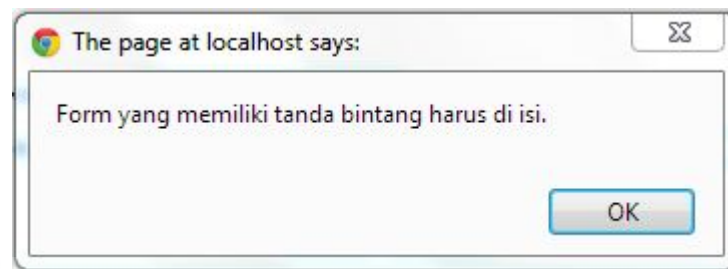 The page at localhost says:
Form yang memiliki tanda bintang harus di isi.
OK